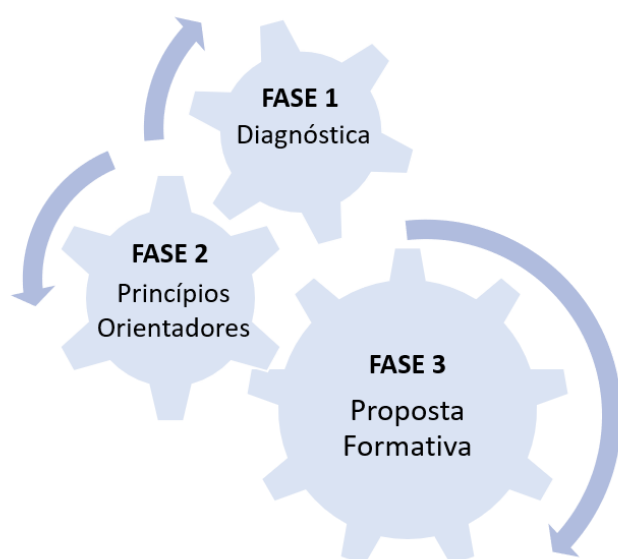 FASE 1
Diagnóstica
FASE 2
Princípios
Orientadores
FASE 3
Proposta
Formativa